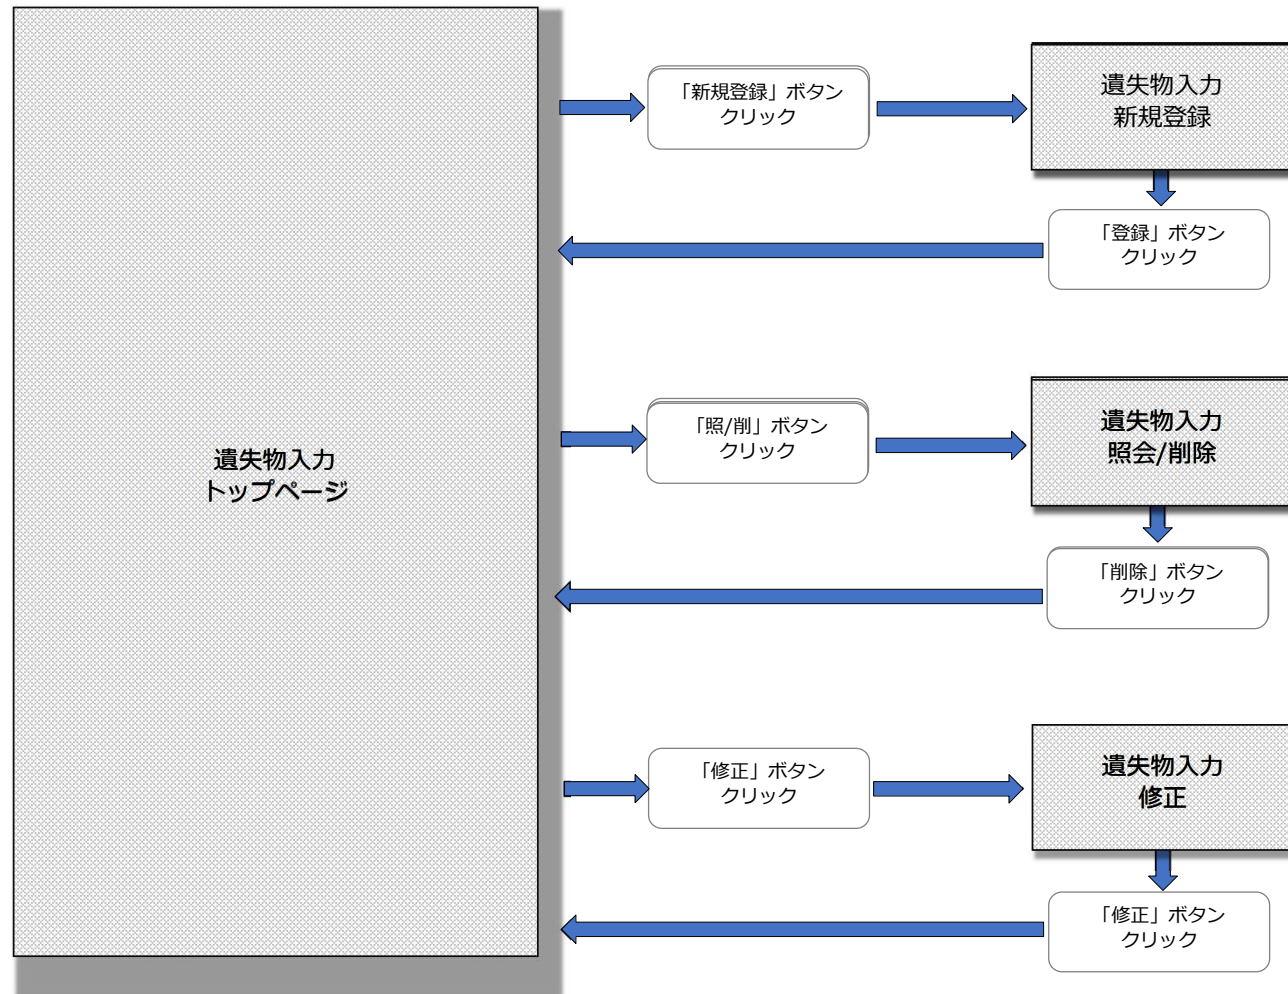 「新規登録」ボタン
クリック
遺失物入力
新規登録
「登録」ボタン
クリック
遺失物入力
トップページ
「照/削」ボタン
クリック
遺失物入力
照会/削除
「削除」ボタン
クリック
「修正」ボタン
クリック
遺失物入力
修正
「修正」ボタン
クリック